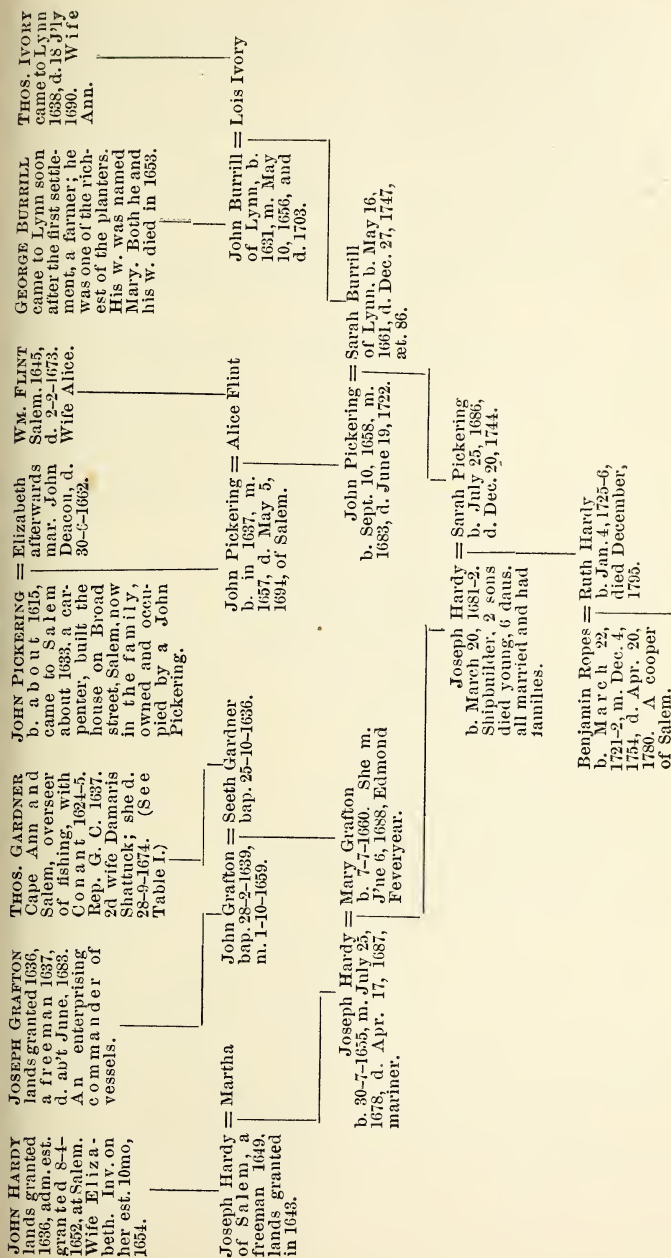 JOHN HARDY
lands granted
1636, adm. est.
granted 8-4-
1652, at Salem.
Wife Eliza-
beth. Inv. on
her est. 10mo,
1654.
JOSEPH GRAFTON
lands granted 1636,
a freeman 1637,
d. ab't June, 1683.
An enterprising
commander of
vessels.
THOS. GARDNER
Cape Ann and
Salem, overseer
of fishing, with
Conant 1624-5.
Rep. G. C. 1637.
2d wife Damaris
Shattuck; she d.
28-9-1674. (See
Table I.)
JOHN PICKERING = Elizabeth
b. about 1615,
came to Salem
about 1633, a car-
penter, built the
house on Broad
street, Salem, now
in the family,
owned and occu-
pied by a John
Pickering.
afterwards
mar. John
Deacon, d.
30-6-1662.
WM. FLINT
Salem, 1645,
d. 2-2-1673.
Wife Alice.
GEORGE BURRILL
came to Lynn soon
after the first settle-
ment, a farmer; he
was one of the rich-
est of the planters.
His w. was named
Mary. Both he and
his w. died in 1653.
THOS. IVORY
came to Lynn
1638, d. 18 J'ly
1690. Wife
Ann.
Joseph Hardy = Martha
of Salem, a
freeman 1649.
lands granted
in 1643.
John Grafton = Seeth Gardner
bap. 28-2-1639,
m. 1-10-1659.
bap. 25-10-1636.
John Pickering = Alice Flint
b. in 1637, m.
1657, d. May 5,
1694, of Salem.
John Burrill = Lois Ivory
of Lynn, b.
1631, m. May
10, 1656, and
d. 1703.
Joseph Hardy = Mary Grafton
b. 30-7-1655, m. July 25,
1678, d. Apr. 17, 1687,
mariner.
b. 7-7-1660. She m.
J'ne 6, 1688, Edmond
Feveryear.
John Pickering = Sarah Burrill
b. Sept. 10, 1658, m.
1683, d. June 19, 1722.
of Lynn, b. May 16,
1661, d. Dec. 27, 1747,
æt. 86.
Joseph Hardy = Sarah Pickering
b. March 20, 1681-2.
Shipbuilder, 2 sons
died young, 6 daus.
all married and had
families.
b. July 25, 1686,
d. Dec. 20, 1744.
Benjamin Ropes = Ruth Hardy
b. March 22,
1721-2, m. Dec. 4,
1754, d. Apr. 20,
1780. A cooper
of Salem.
b. Jan. 4, 1725-6,
died December,
1795.